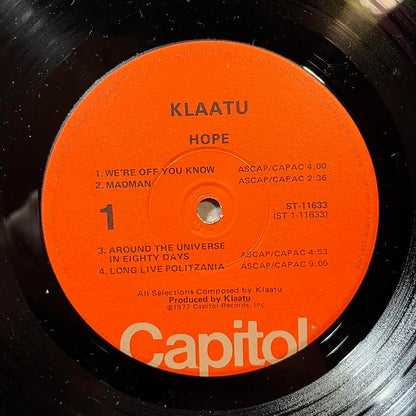 KLAATU
HOPE
1. WE'RE OFF YOU KNOW ASCAP/CAPAC 4:00
2. MADMAN ASCAP/CAPAC 2:36
1
ST-11633
(ST 1-11633)
3. AROUND THE UNIVERSE
IN EIGHTY DAYS ASCAP/CAPAC 4:53
4. LONG LIVE POLITZANIA ASCAP/CAPAC 9:05
All Selections Composed by Klaatu
Produced by Klaatu
©1977 Capitol Records, Inc.
Capitol